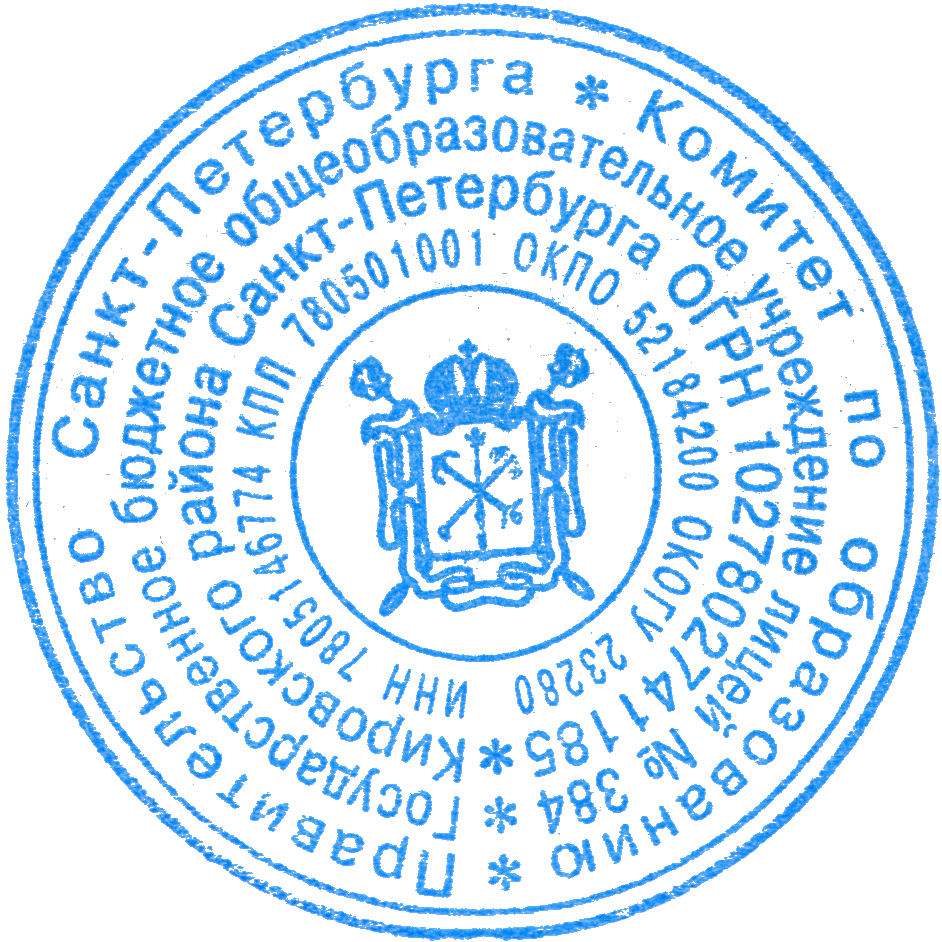 Правительство Санкт-Петербурга * Комитет по образованию *
Государственное бюджетное общеобразовательное учреждение лицей № 384 *
Кировского района Санкт-Петербурга ОГРН 1027802741185 *
ИНН 7805146774 КПП 780501001 ОКПО 52184200 ОКОГУ 23280